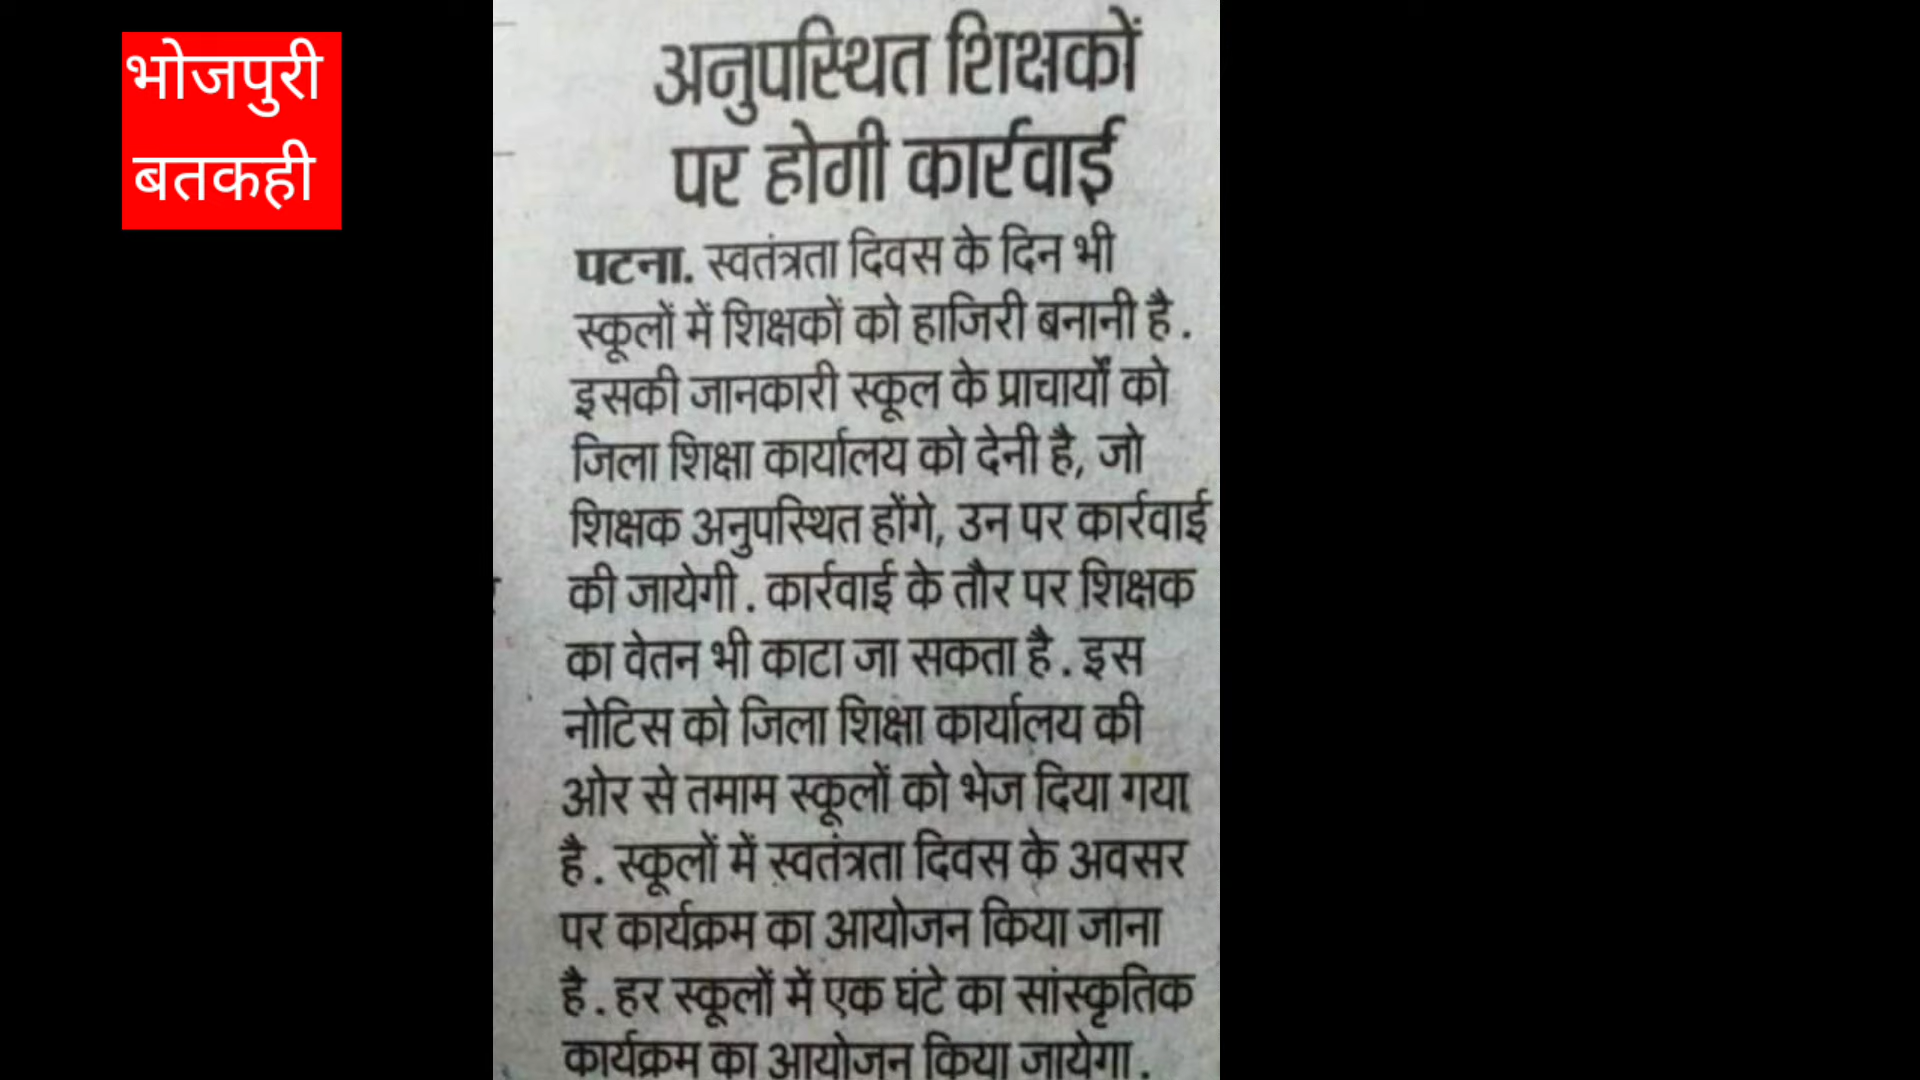 भोजपुरी
बतकही
अनुपस्थित शिक्षकों
पर होगी कार्रवाई
पटना. स्वतंत्रता दिवस के दिन भी
स्कूलों में शिक्षकों को हाजिरी बनानी है .
इसकी जानकारी स्कूल के प्राचार्यों को
जिला शिक्षा कार्यालय को देनी है, जो
शिक्षक अनुपस्थित होंगे, उन पर कार्रवाई
की जायेगी . कार्रवाई के तौर पर शिक्षक
का वेतन भी काटा जा सकता है . इस
नोटिस को जिला शिक्षा कार्यालय की
ओर से तमाम स्कूलों को भेज दिया गया
है . स्कूलों में स्वतंत्रता दिवस के अवसर
पर कार्यक्रम का आयोजन किया जाना
है . हर स्कूलों में एक घंटे का सांस्कृतिक
कार्यक्रम का आयोजन किया जायेगा .